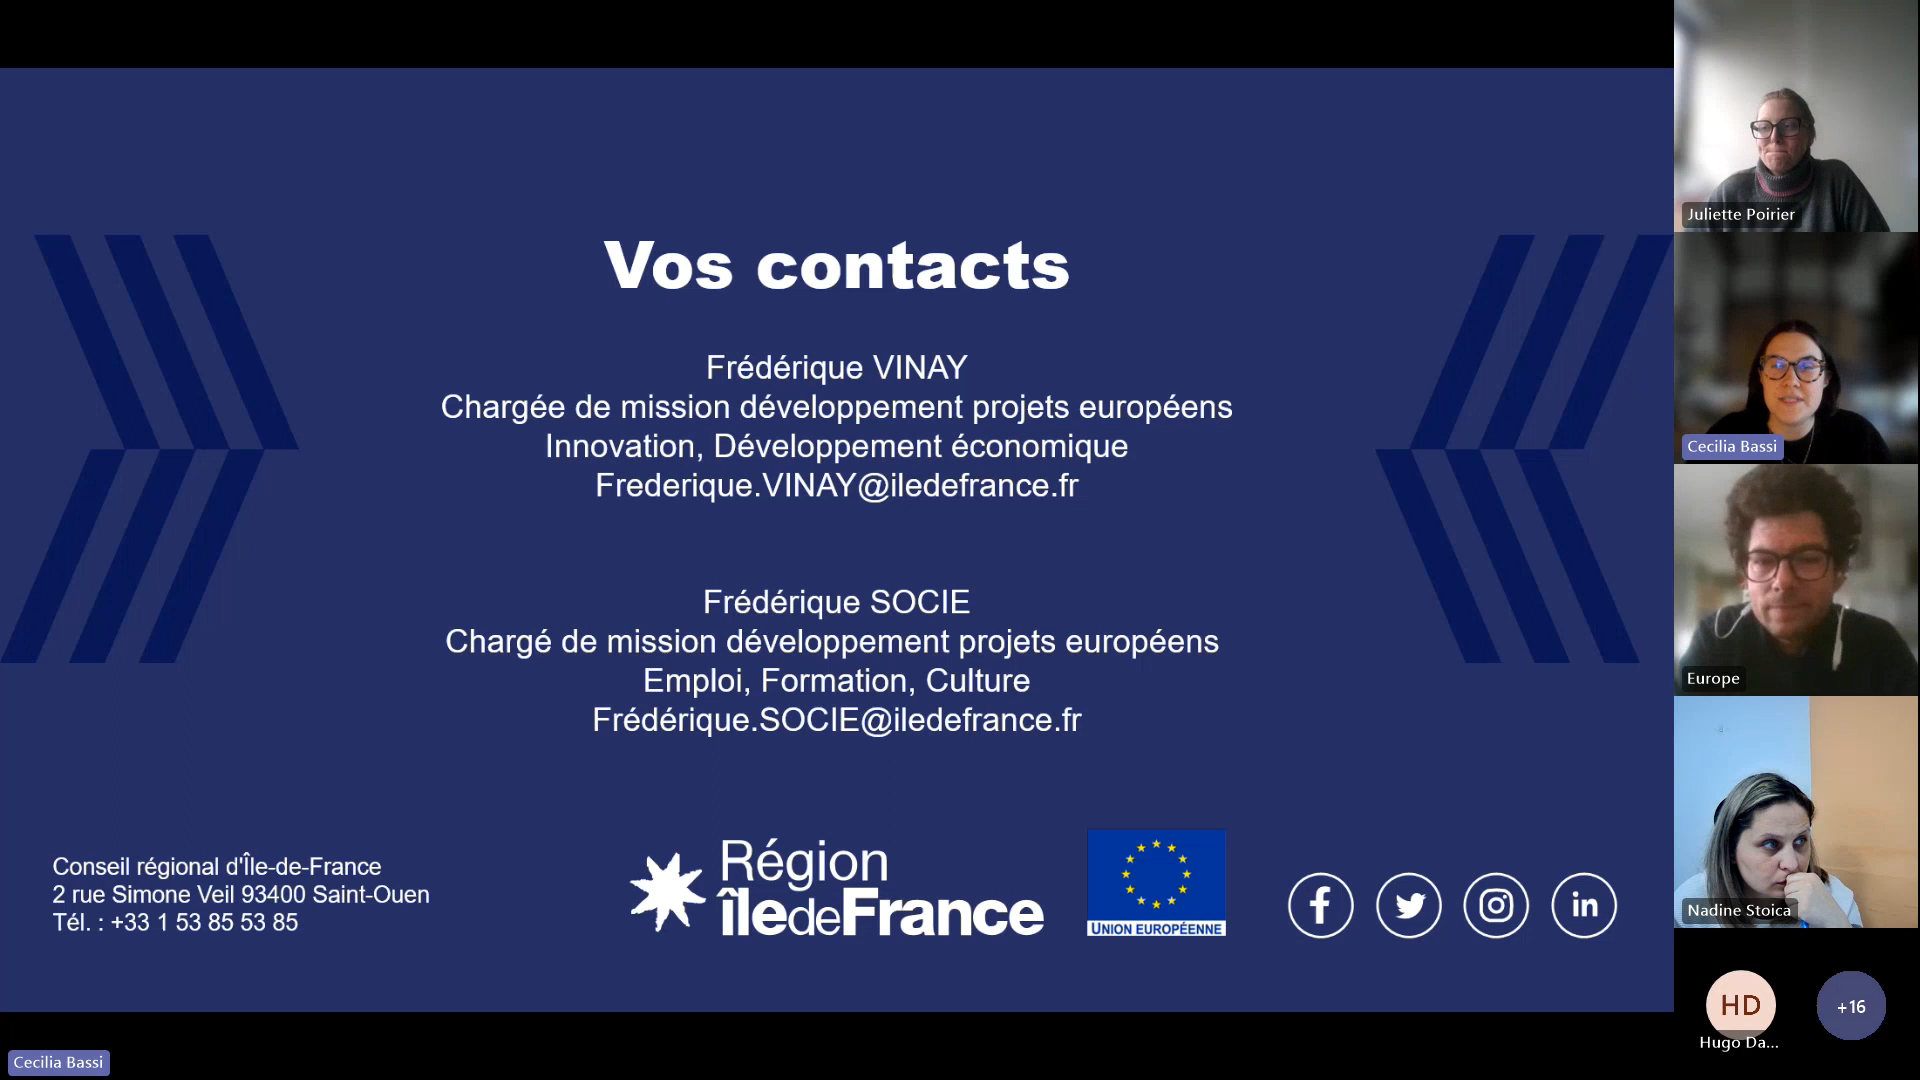 Vos contacts
Frédérique VINAY
Chargée de mission développement projets européens
Innovation, Développement économique
Frederique.VINAY@iledefrance.fr
Frédérique SOCIE
Chargé de mission développement projets européens
Emploi, Formation, Culture
Frédérique.SOCIE@iledefrance.fr
Conseil régional d'Île-de-France
2 rue Simone Veil 93400 Saint-Ouen
Tél. : +33 1 53 85 53 85
Région
îledeFrance
UNION EUROPÉENNE
f
in
Cecilia Bassi
Juliette Poirier
Cecilia Bassi
Europe
Nadine Stoica
HD
Hugo Da...
+16